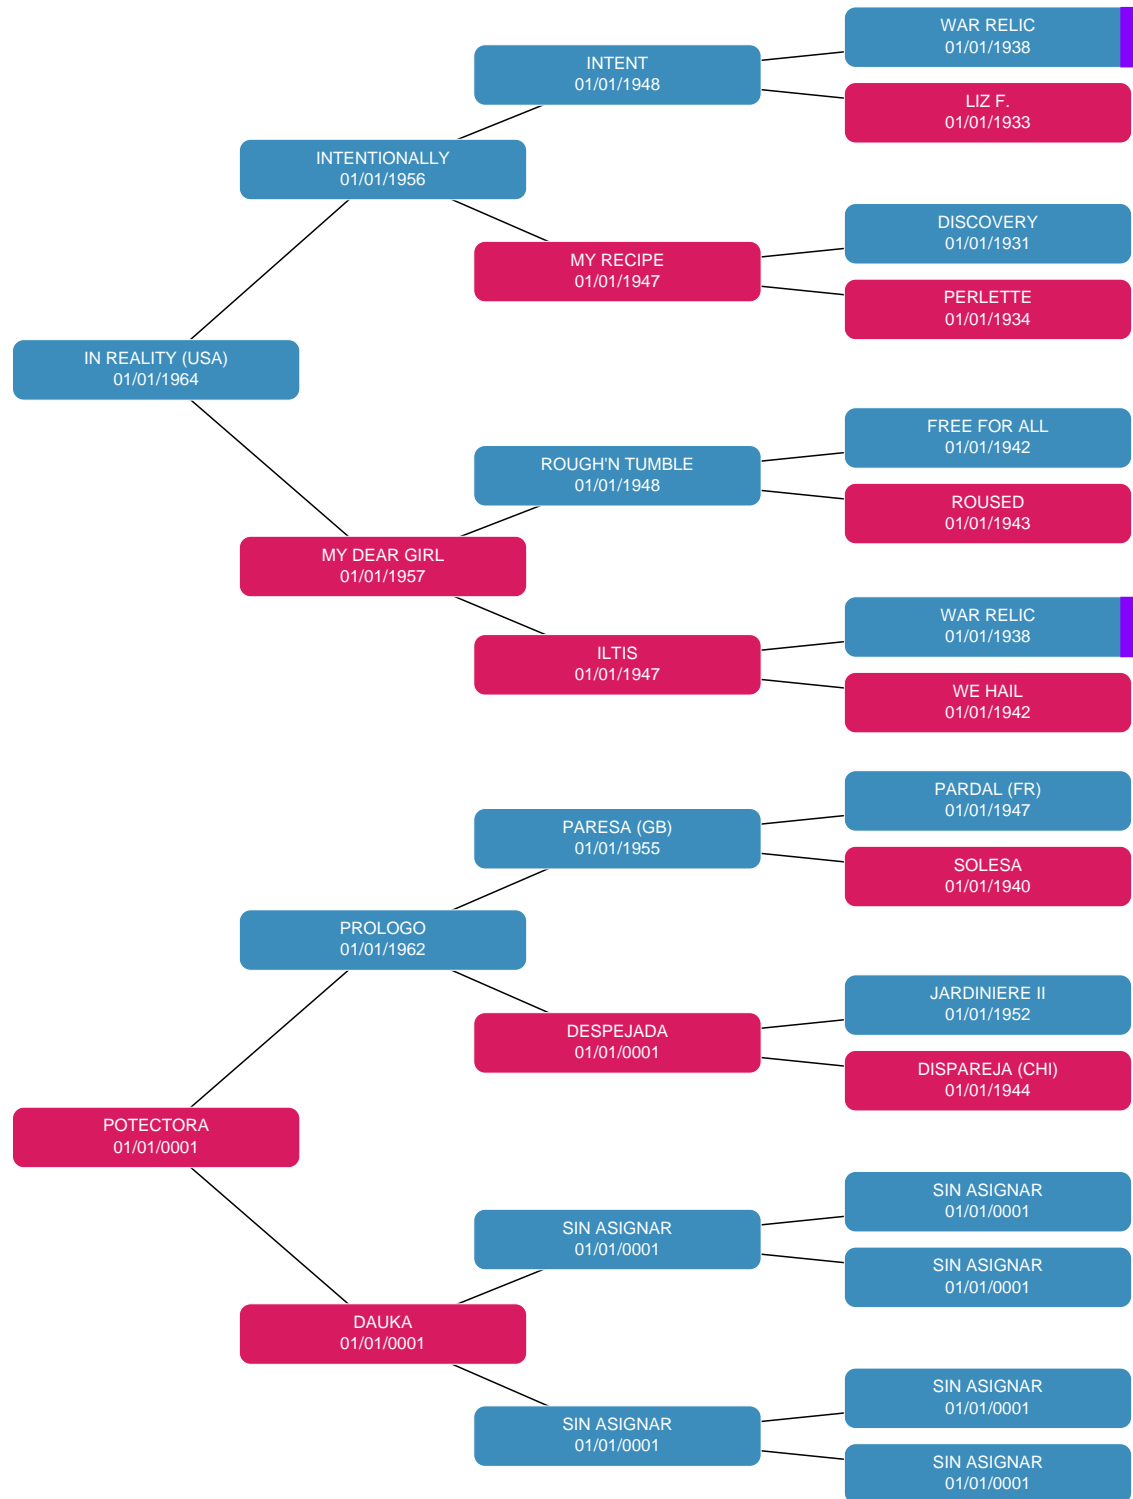 WAR RELIC
01/01/1938
INTENT
01/01/1948
LIZ F.
01/01/1933
INTENTIONALLY
01/01/1956
DISCOVERY
01/01/1931
MY RECIPE
01/01/1947
PERLETTE
01/01/1934
IN REALITY (USA)
01/01/1964
FREE FOR ALL
01/01/1942
ROUGH'N TUMBLE
01/01/1948
ROUSED
01/01/1943
MY DEAR GIRL
01/01/1957
WAR RELIC
01/01/1938
ILTIS
01/01/1947
WE HAIL
01/01/1942
PARDAL (FR)
01/01/1947
PARESA (GB)
01/01/1955
SOLESA
01/01/1940
PROLOGO
01/01/1962
JARDINIERE II
01/01/1952
DESPEJADA
01/01/0001
DISPAREJA (CHI)
01/01/1944
POTECTORA
01/01/0001
SIN ASIGNAR
01/01/0001
SIN ASIGNAR
01/01/0001
SIN ASIGNAR
01/01/0001
DAUKA
01/01/0001
SIN ASIGNAR
01/01/0001
SIN ASIGNAR
01/01/0001
SIN ASIGNAR
01/01/0001